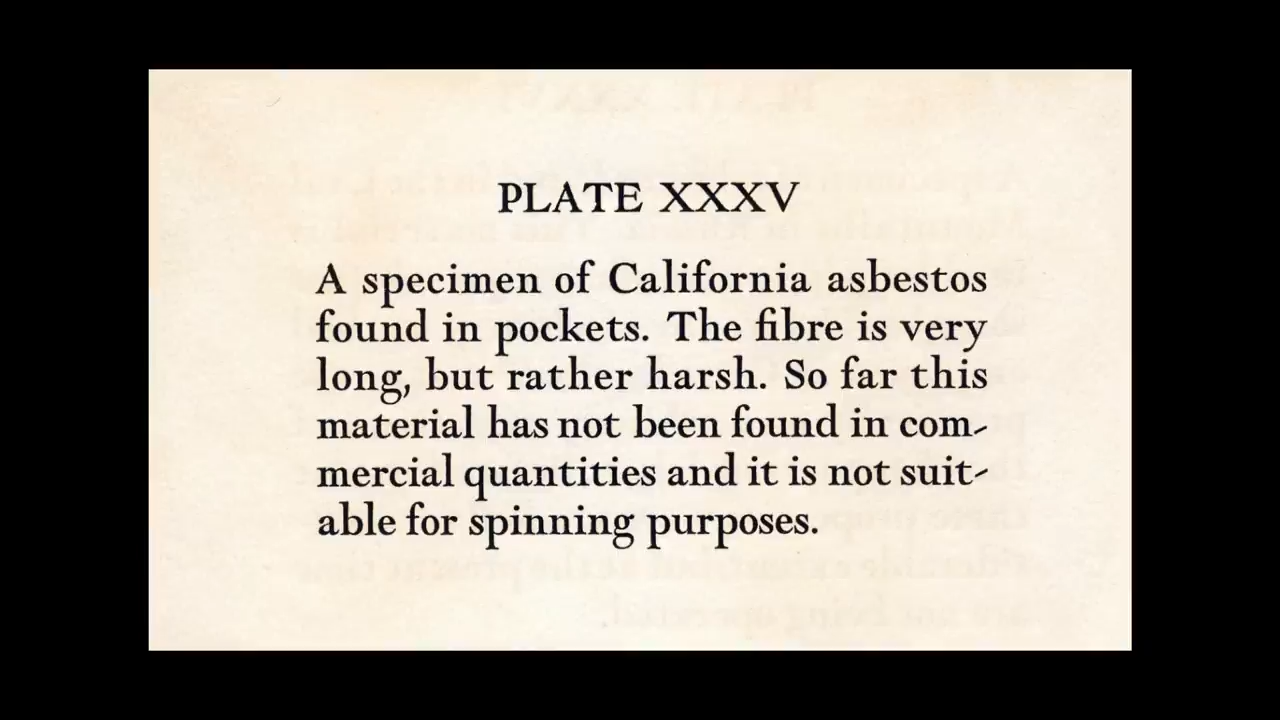 PLATE XXXV
A specimen of California asbestos
found in pockets. The fibre is very
long, but rather harsh. So far this
material has not been found in com-
mercial quantities and it is not suit-
able for spinning purposes.